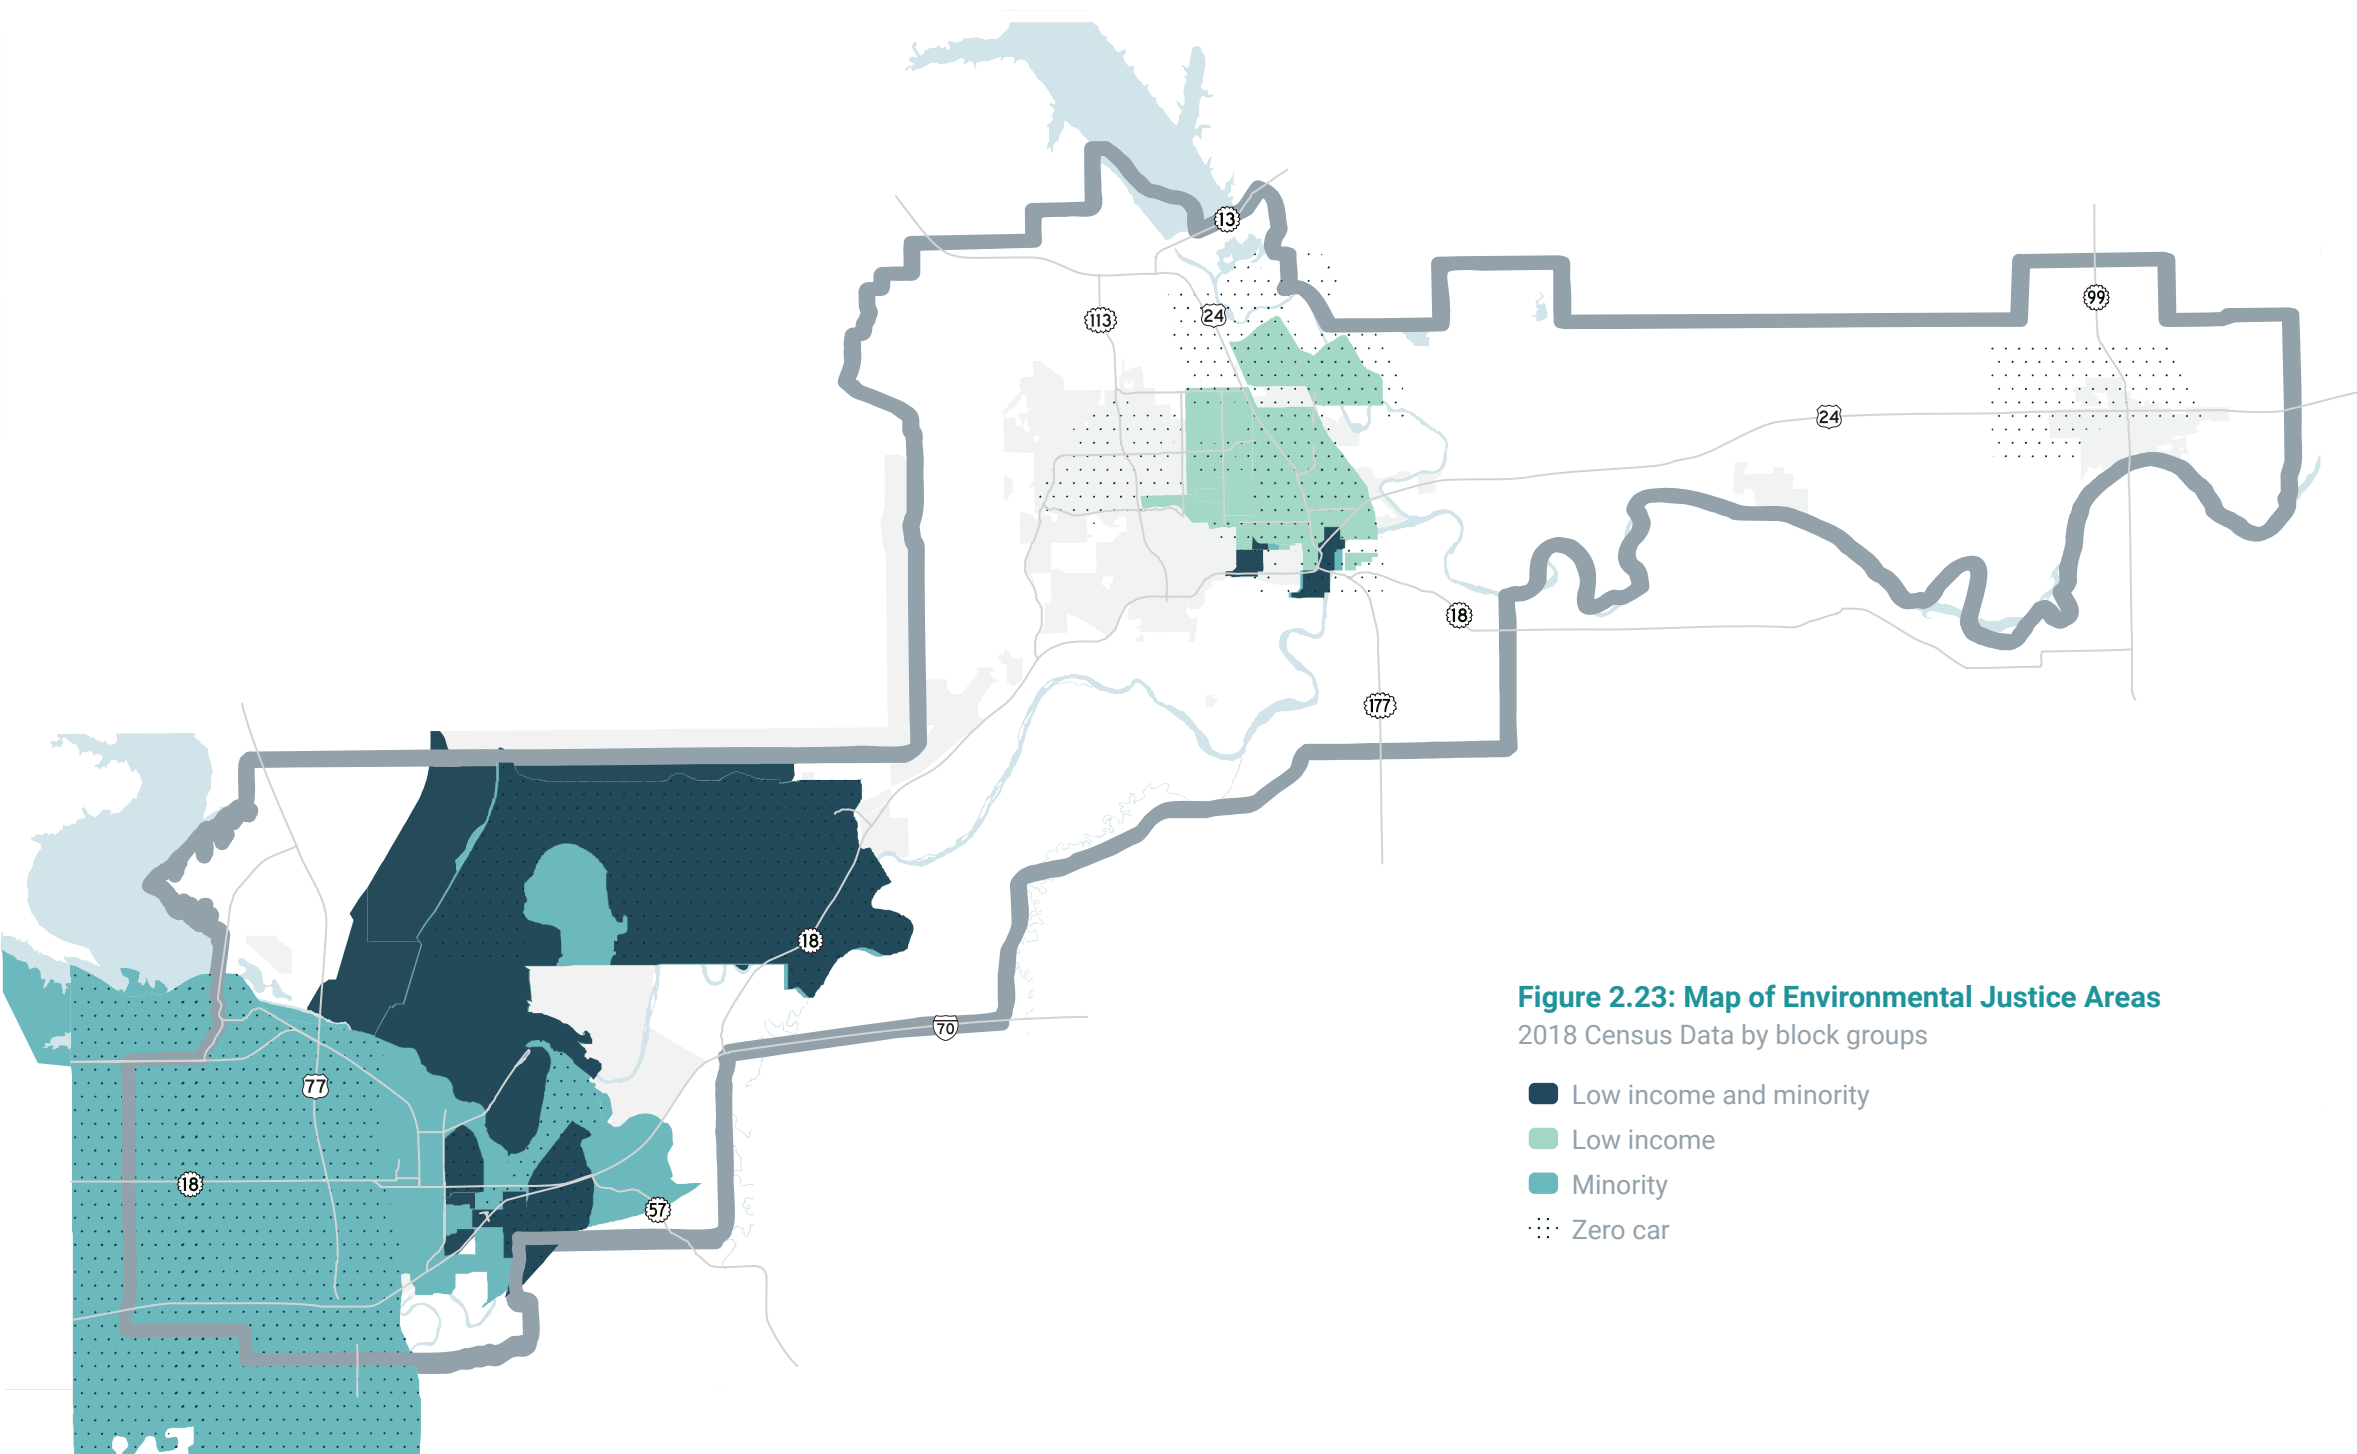 13
99
113
24
24
18
177
18
70
77
18
57
Figure 2.23: Map of Environmental Justice Areas
2018 Census Data by block groups
Low income and minority
Low income
Minority
Zero car